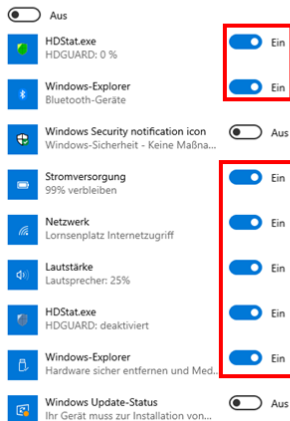 Aus
HDStat.exe
Ein
HDGUARD: 0 %
Windows-Explorer
Ein
Bluetooth-Geräte
Windows Security notification icon
Aus
Windows-Sicherheit - Keine Maßna...
Stromversorgung
Ein
99% verbleiben
Netzwerk
Ein
Lornsenplatz Internetzugriff
Lautstärke
Ein
Lautsprecher: 25%
HDStat.exe
Ein
HDGUARD: deaktiviert
Windows-Explorer
Ein
Hardware sicher entfernen und Med...
Windows Update-Status
Aus
Ihr Gerät muss zur Installation von...